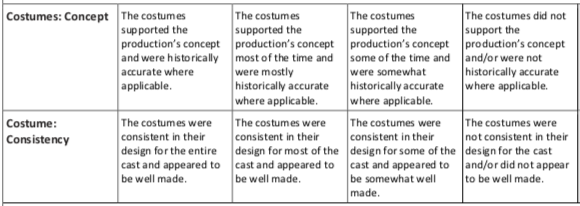 Costumes: Concept
The costumes
supported the
production's concept
and were historically
accurate where
applicable.
The costumes
supported the
production's concept
most of the time and
were mostly
historically accurate
where applicable.
The costumes
supported the
production's concept
some of the time and
were somewhat
historically accurate
where applicable.
The costumes did not
support the
production's concept
and/or were not
historically accurate
where applicable.
Costume:
Consistency
The costumes were
consistent in their
design for the entire
cast and appeared to
be well made.
The costumes were
consistent in their
design for most of the
cast and appeared to
be well made.
The costumes were
consistent in their
design for some of the
cast and appeared to
be somewhat well
made.
The costumes were
not consistent in their
design for the cast
and/or did not appear
to be well made.